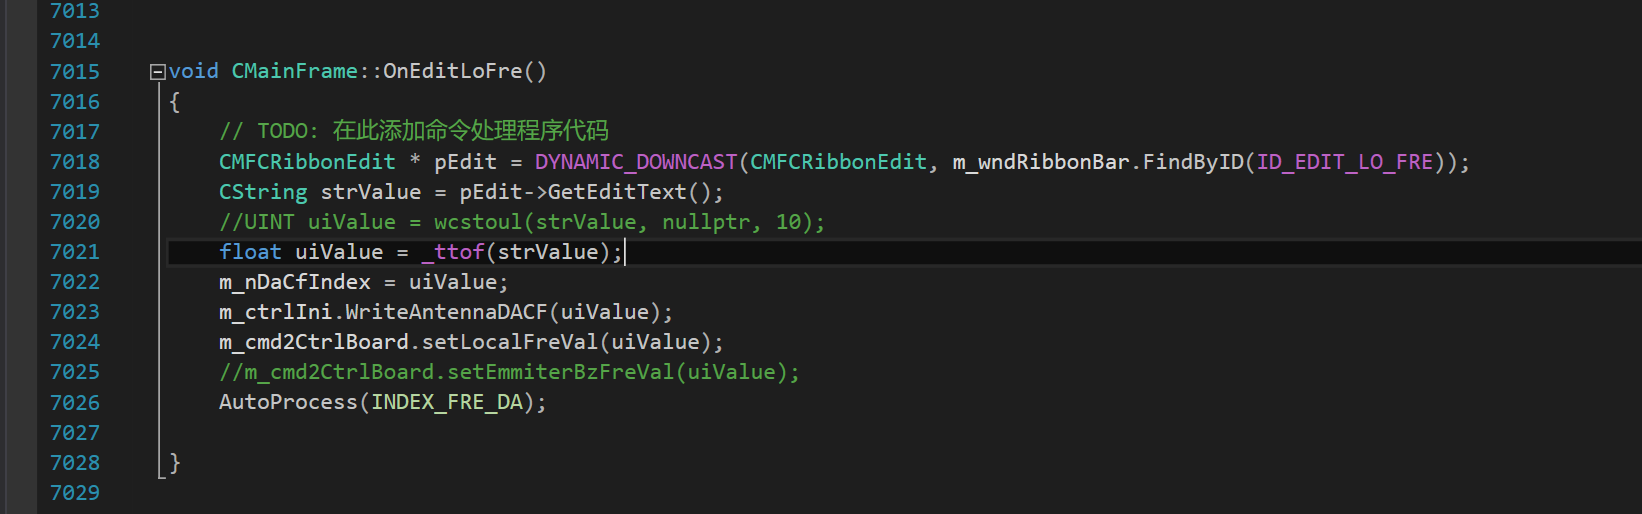 7013
7014
7015 void CMainFrame::OnEditLoFre()
7016 {
7017 // TODO: 在此添加命令处理程序代码
7018 CMFCRibbonEdit * pEdit = DYNAMIC_DOWNCAST(CMFCRibbonEdit, m_wndRibbonBar.FindByID(ID_EDIT_LO_FRE));
7019 CString strValue = pEdit->GetEditText();
7020 //UINT uiValue = wcstoul(strValue, nullptr, 10);
7021 float uiValue = _ttof(strValue);
7022 m_nDaCfIndex = uiValue;
7023 m_ctrlIni.WriteAntennaDACF(uiValue);
7024 m_cmd2CtrlBoard.setLocalFreVal(uiValue);
7025 //m_cmd2CtrlBoard.setEmmiterBzFreVal(uiValue);
7026 AutoProcess(INDEX_FRE_DA);
7027
7028 }
7029